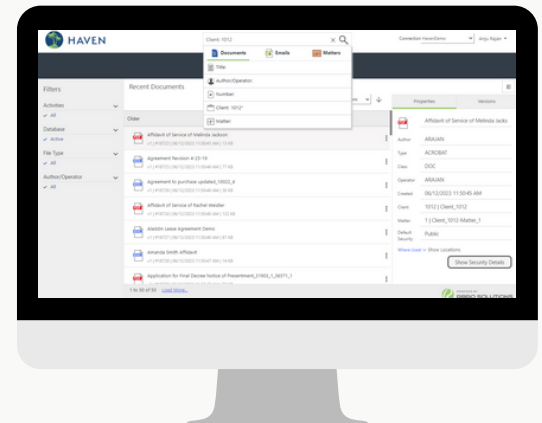 HAVEN
Client: 1012
Connection HavenDemo
Anju Rajan
Documents Emails Matters
Title:
Author/Operator:
Number:
Client: 1012*
Matter:
Filters
Activities
All
Database
Active
File Type
All
Author/Operator
All
Recent Documents
Older
Affidavit of Service of Melinda Jackson
Agreement Revision 4-23-19
Agreement to purchase updated_10022_6
Affidavit of Service of Rachel Weidler
Aladdin Lease Agreement Demo
Amanda Smith Affidavit
Application for Final Decree Notice of Presentment
1 to 50 of 50 Load More...
Properties Versions
Affidavit of Service of Melinda Jacks
Author ARAJAN
Type ACROBAT
Class DOC
Operator ARAJAN
Created 06/12/2023 11:50:45 AM
Client 1012 | Client_1012
Matter 1 | Client_1012-Matter_1
Default Security Public
Where Used Show Locations
Show Security Details